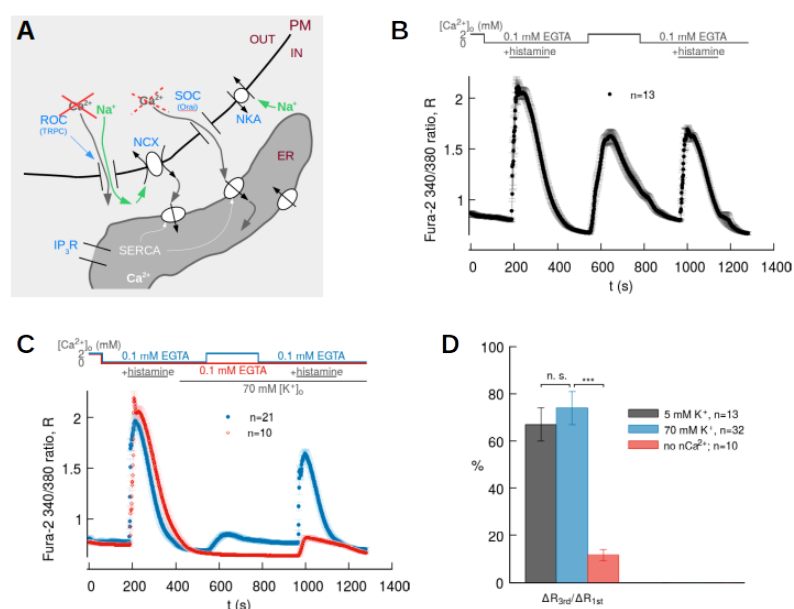 A
PM
OUT
IN
Ca²⁺
Na⁺
Ca²⁺
SOC
(Orai)
ROC
(TRPC)
NCX
NKA
Na⁺
ER
IP₃R
SERCA
Ca²⁺
B
[Ca²⁺]ₒ (mM)
2
0
0.1 mM EGTA
0.1 mM EGTA
+histamine
+histamine
Fura-2 340/380 ratio, R
2
1.5
1
n=13
0 200 400 600 800 1000 1400
t (s)
C
[Ca²⁺]ₒ (mM)
2
0
0.1 mM EGTA
0.1 mM EGTA
+histamine
0.1 mM EGTA
+histamine
70 mM [K⁺]ₒ
Fura-2 340/380 ratio, R
2
1.5
1
n=21
n=10
0 200 400 600 800 1000 1200 1400
t (s)
D
100
80
60
40
20
0
%
n. s.
***
5 mM K⁺, n=13
70 mM K⁺, n=32
no nCa²⁺; n=10
ΔR₃rd/ΔR₁st